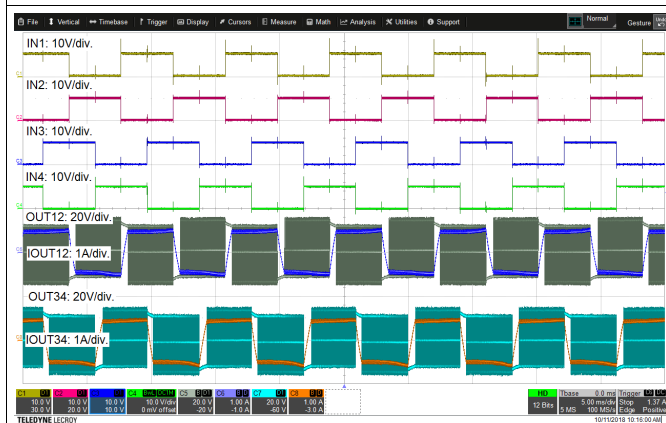 File Vertical Timebase Trigger Display Cursors Measure Math Analysis Utilities Support Normal Gesture Undo
IN1: 10V/div.
IN2: 10V/div.
IN3: 10V/div.
IN4: 10V/div.
OUT12: 20V/div.
IOUT12: 1A/div.
OUT34: 20V/div.
IOUT34: 1A/div.
C1 C2 C3 C4 C5 C6 C7 C8 HD Tbase 0.0 ms Trigger
10.0 V 10.0 V 10.0 V 10.0 V/div 20.0 V 1.00 A 20.0 V 1.00 A 12 Bits 5.00 ms/div Stop 1.37 A
30.0 V 20.0 V 10.0 V 0 mV offset -20 V -1.0 A -60 V -3.0 A 5 MS 100 MS/s Edge Positive
TELEDYNE LECROY 10/11/2018 10:16:00 AM